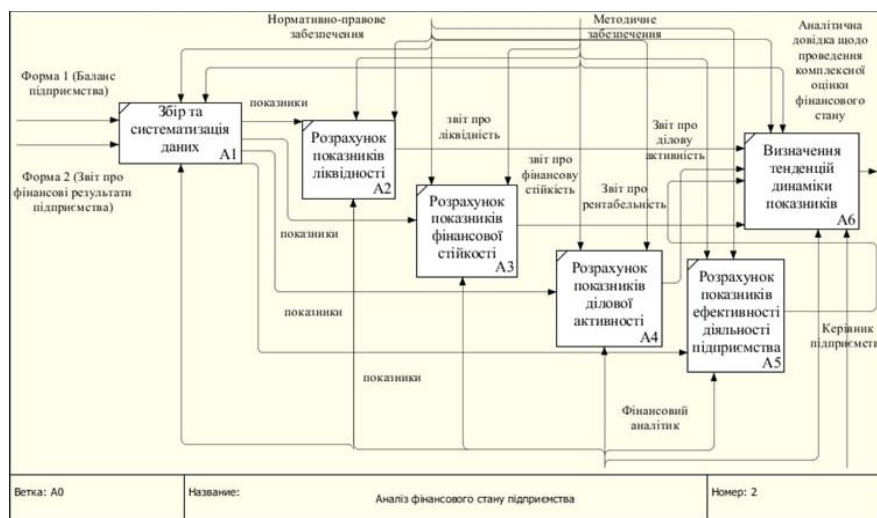 Нормативно-правове
забезпечення
Методичне
забезпечення
Аналітична
довідка щодо
проведення
комплексної
оцінки
фінансового
стану
Форма 1 (Баланс
підприємства)
Форма 2 (Звіт про
фінансові результати
підприємства)
Збір та
систематизація
даних
A1
показники
Розрахунок
показників
ліквідності
A2
звіт про
ліквідність
показники
Розрахунок
показників
фінансової
стійкості
A3
звіт про
фінансову
стійкість
показники
Розрахунок
показників
ділової
активності
A4
Звіт про
ділову
активність
показники
Розрахунок
показників
ефективності
діяльності
підприємства
A5
Звіт про
рентабельність
Визначення
тенденцій
динаміки
показників
A6
Фінансовий
аналітик
Керівник
підприємств
Ветка: A0
Название:
Аналіз фінансового стану підприємства
Номер: 2